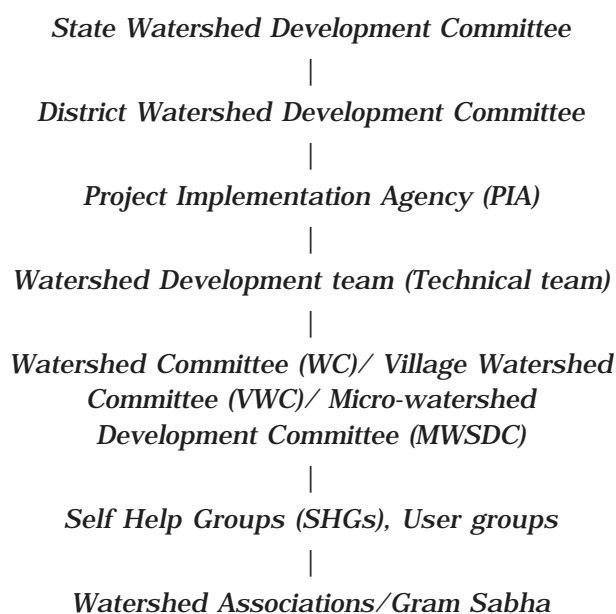 State Watershed Development Committee
|
District Watershed Development Committee
|
Project Implementation Agency (PIA)
|
Watershed Development team (Technical team)
|
Watershed Committee (WC)/ Village Watershed
Committee (VWC)/ Micro-watershed
Development Committee (MWSDC)
|
Self Help Groups (SHGs), User groups
|
Watershed Associations/Gram Sabha